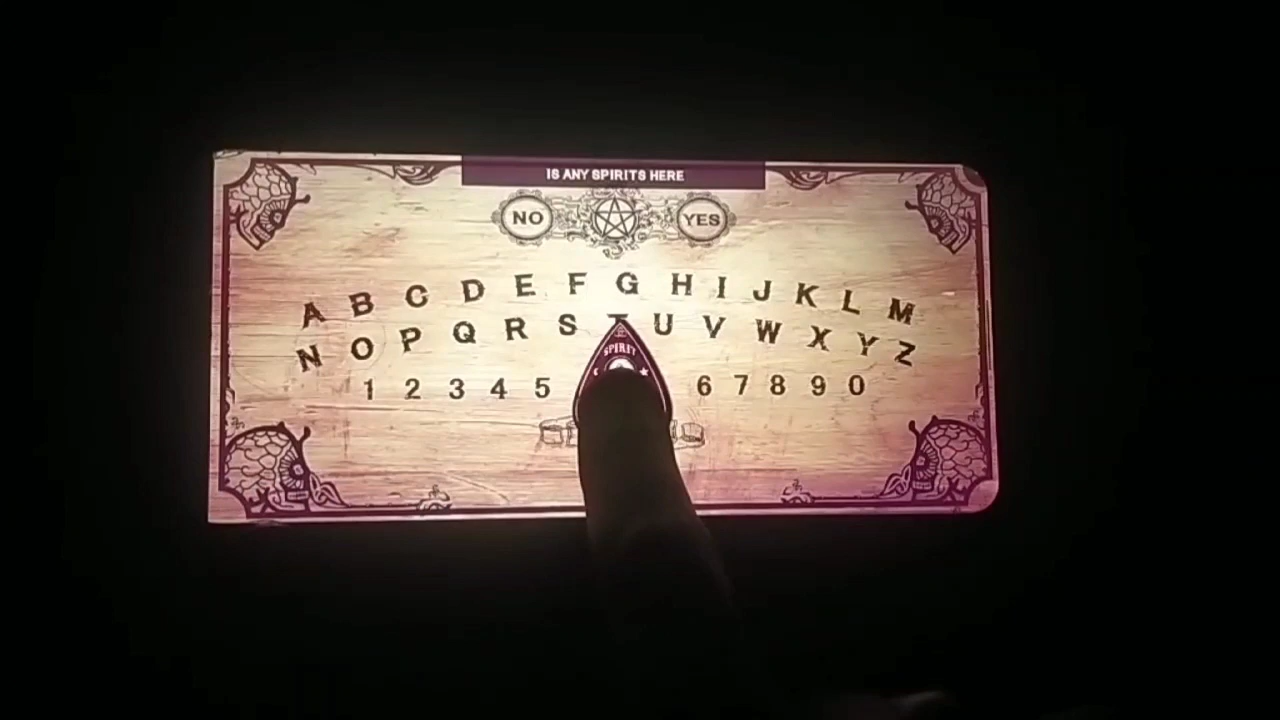 IS ANY SPIRITS HERE
NO YES
A B C D E F G H I J K L M
N O P Q R S T U V W X Y Z
SPIRIT
1 2 3 4 5 6 7 8 9 0